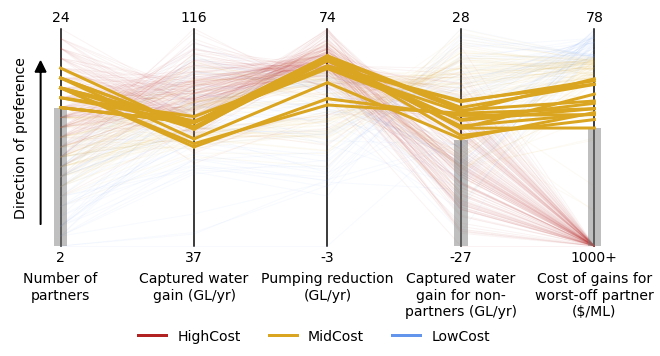 24 116 74 28 78
Direction of preference
2 37 -3 -27 1000+
Number of partners
Captured water gain (GL/yr)
Pumping reduction (GL/yr)
Captured water gain for non-partners (GL/yr)
Cost of gains for worst-off partner ($/ML)
HighCost MidCost LowCost